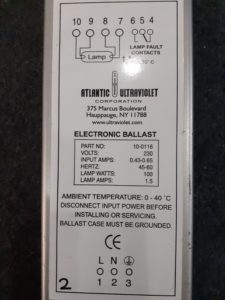 10 9 8 7 6 5 4
Lamp
LAMP FAULT
CONTACTS
ATLANTIC ULTRAVIOLET
CORPORATION
375 Marcus Boulevard
Hauppauge, NY 11788
www.ultraviolet.com
ELECTRONIC BALLAST
PART NO: 10-0116
VOLTS: 230
INPUT AMPS: 0.43-0.65
HERTZ: 45-60
LAMP WATTS: 100
LAMP AMPS: 1.5
AMBIENT TEMPERATURE: 0 - 40 °C
DISCONNECT INPUT POWER BEFORE
INSTALLING OR SERVICING.
BALLAST CASE MUST BE GROUNDED.
CE
L N
1 2 3
2